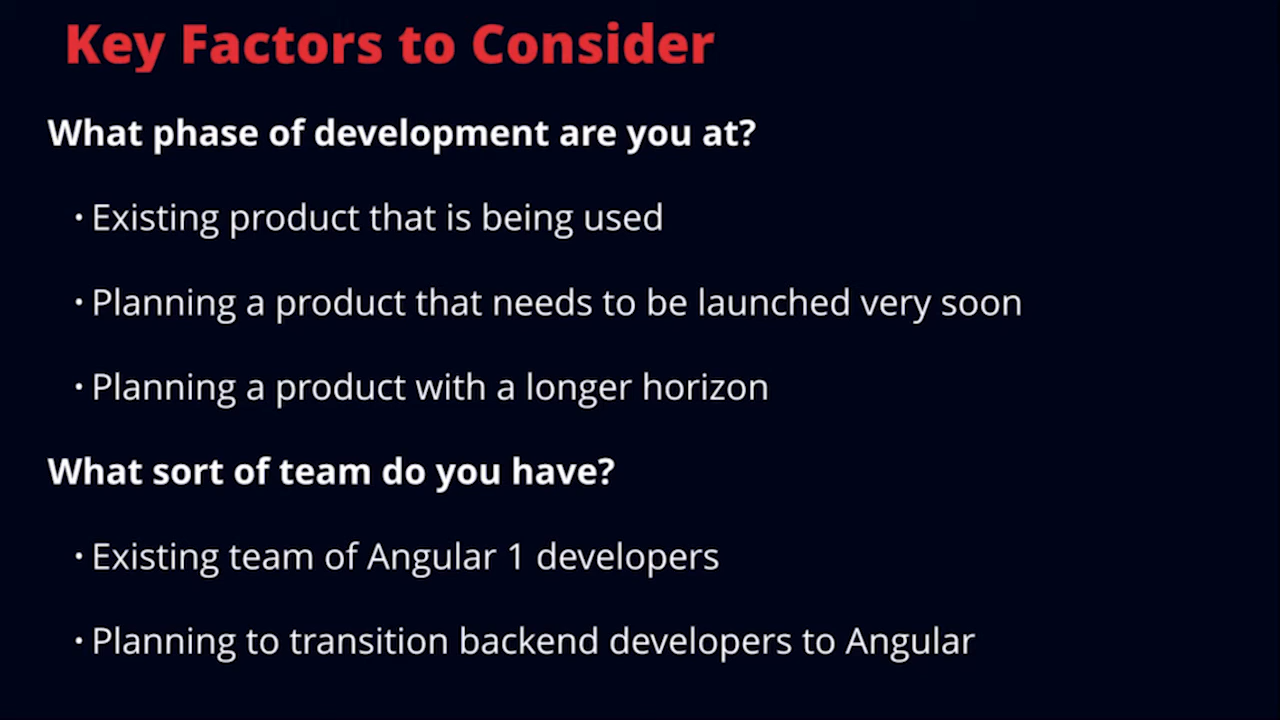 Key Factors to Consider
What phase of development are you at?
• Existing product that is being used
• Planning a product that needs to be launched very soon
• Planning a product with a longer horizon
What sort of team do you have?
• Existing team of Angular 1 developers
• Planning to transition backend developers to Angular